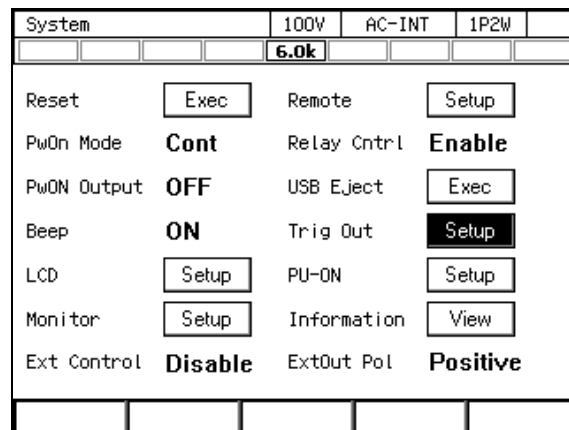 System 100V AC-INT 1P2W
6.0k
Reset Exec Remote Setup
PwOn Mode Cont Relay Cntrl Enable
PwON Output OFF USB Eject Exec
Beep ON Trig Out Setup
LCD Setup PU-ON Setup
Monitor Setup Information View
Ext Control Disable ExtOut Pol Positive